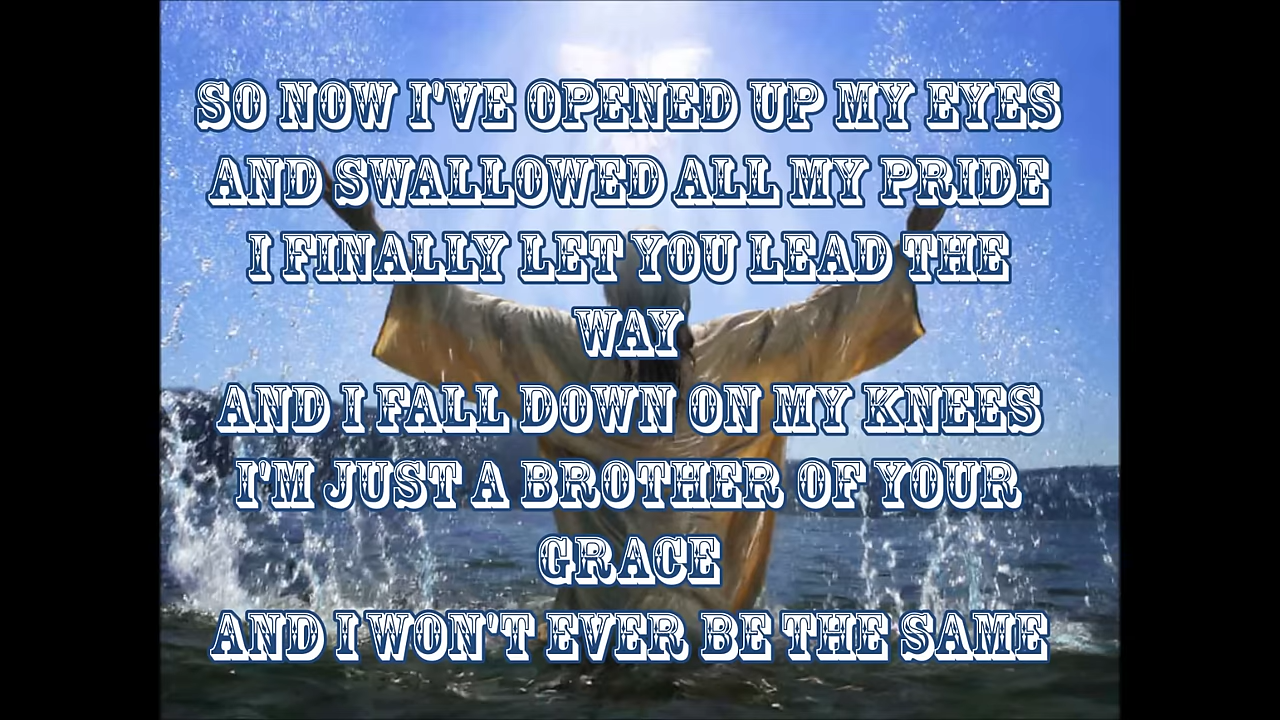 SO NOW I'VE OPENED UP MY EYES
AND SWALLOWED ALL MY PRIDE
I FINALLY LET YOU LEAD THE
WAY
AND I FALL DOWN ON MY KNEES
I'M JUST A BROTHER OF YOUR
GRACE
AND I WON'T EVER BE THE SAME